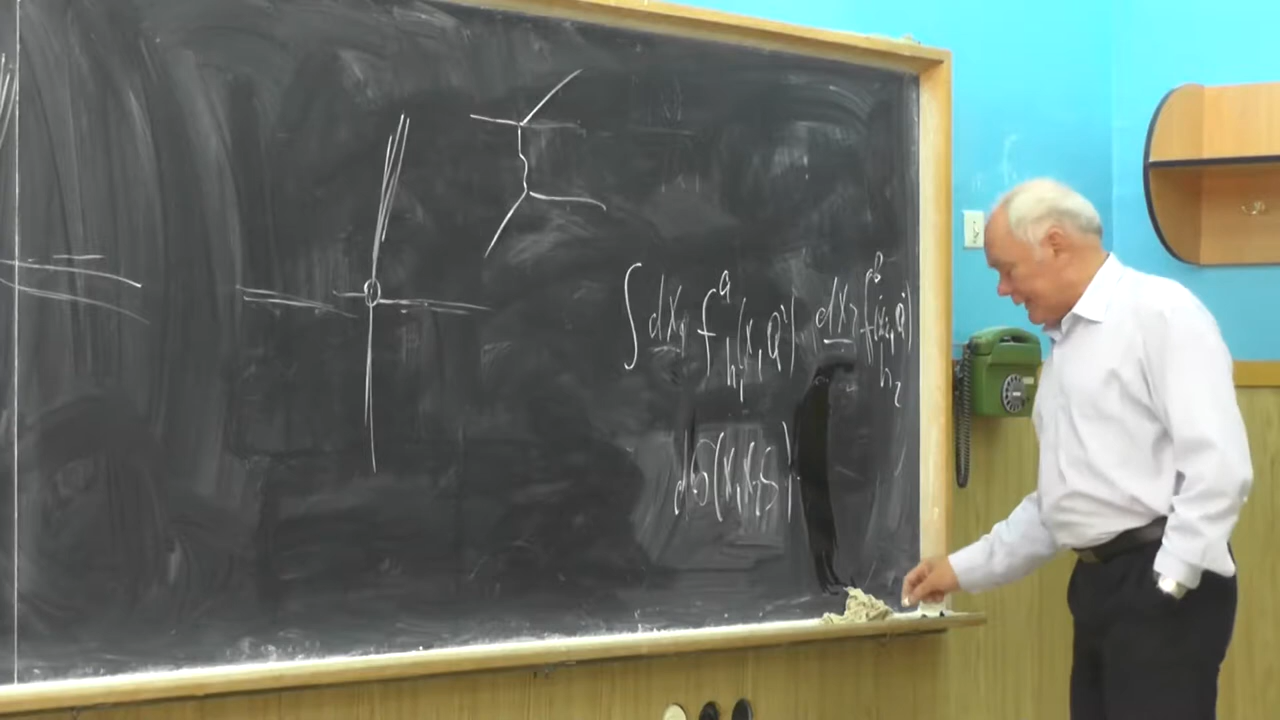 ∫ dx₁ f^a_{h₁}(x₁, Q²) dx₂ f^B_{h₂}(x₂, Q²)
dσ(x₁x₂s)